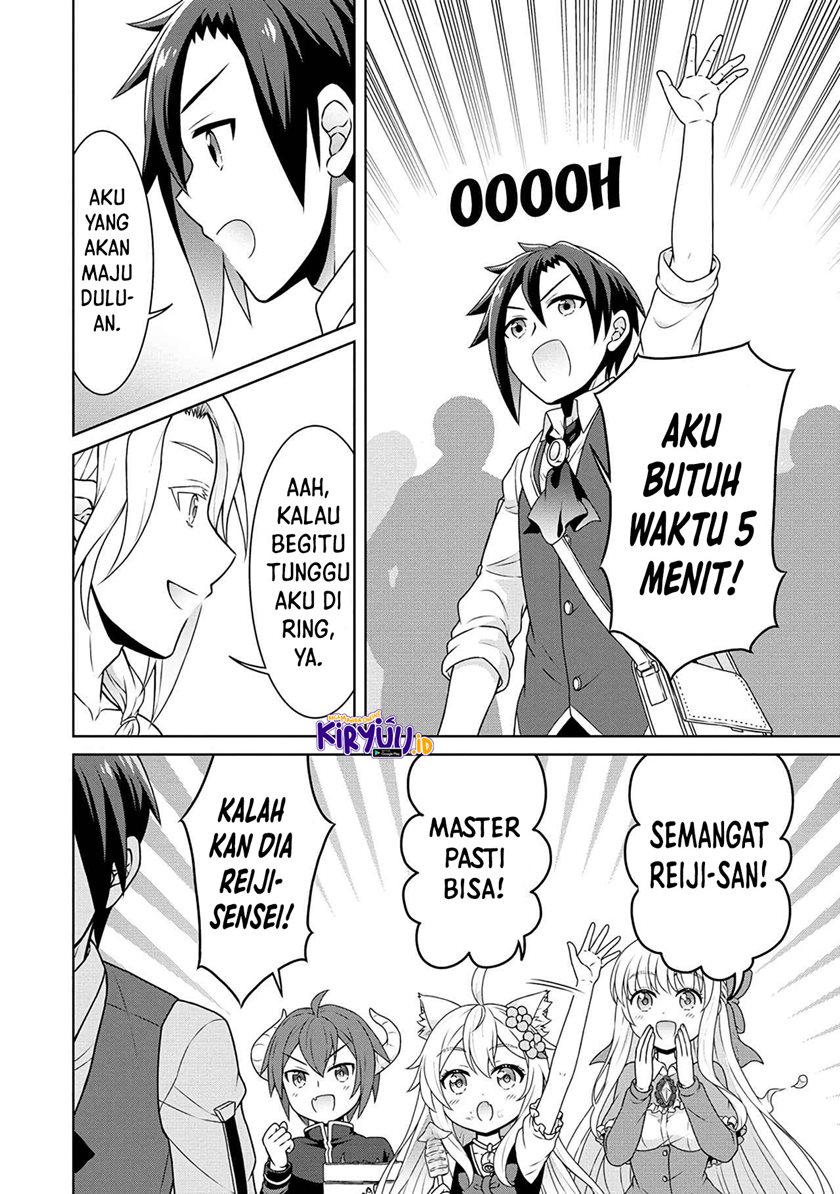 OOOOH
AKU
BUTUH
WAKTU 5
MENIT!
AKU
YANG
AKAN
MAJU
DULU-
AN.
AAH,
KALAU
BEGITU
TUNGGU
AKU DI
RING,
YA.
KIRYUU.ID
SEMANGAT
REIJI-SAN!
MASTER
PASTI
BISA!
KALAH
KAN DIA
REIJI-
SENSEI!